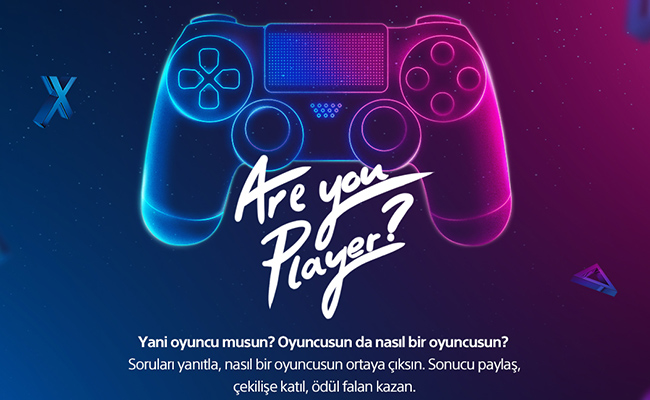 Are you
Player?
Yani oyuncu musun? Oyuncusun da nasıl bir oyuncusun?
Soruları yanıtla, nasıl bir oyuncusun ortaya çıksın. Sonucu paylaş,
çekilişe katıl, ödül falan kazan.